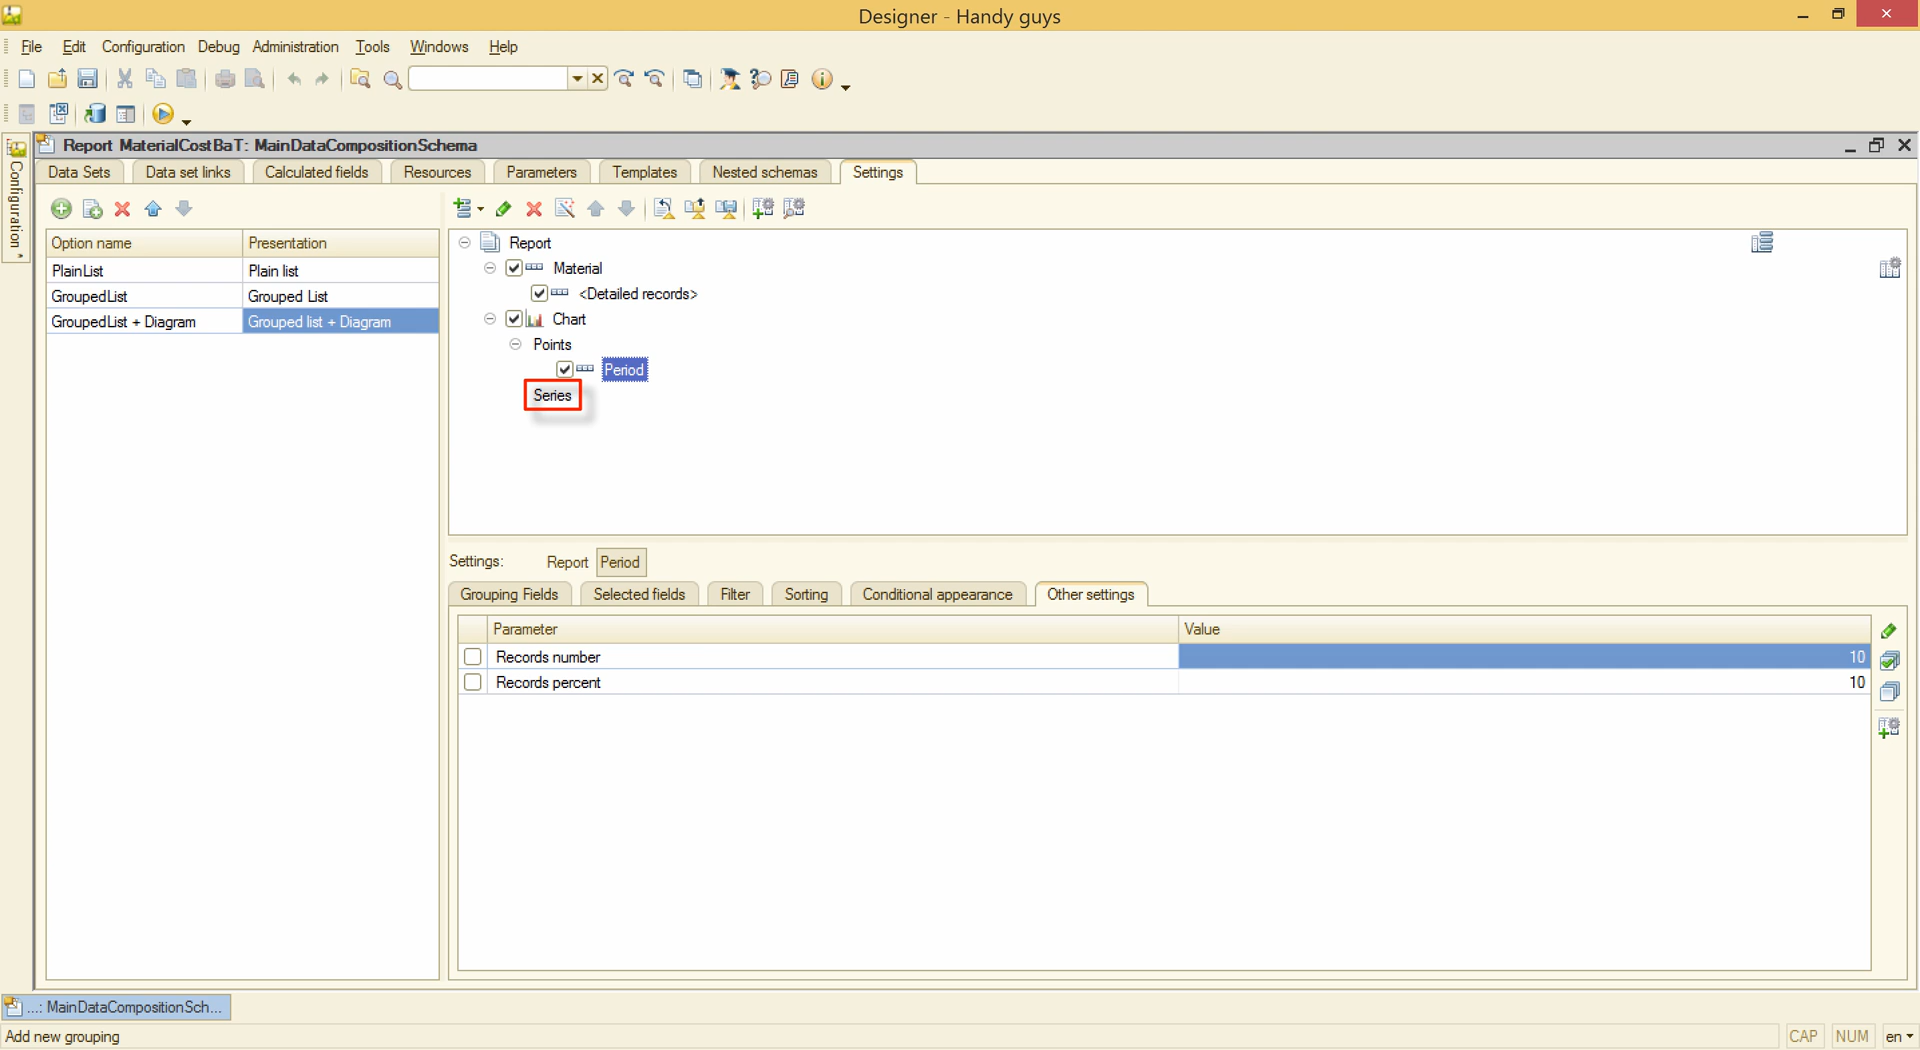 Designer - Handy guys
File Edit Configuration Debug Administration Tools Windows Help
Configuration
Report MaterialCostBaT: MainDataCompositionSchema
Data Sets Data set links Calculated fields Resources Parameters Templates Nested schemas Settings
Option name Presentation
PlainList Plain list
GroupedList Grouped List
GroupedList + Diagram Grouped list + Diagram
Report
Material
<Detailed records>
Chart
Points
Period
Series
Settings: Report Period
Grouping Fields Selected fields Filter Sorting Conditional appearance Other settings
Parameter Value
Records number 10
Records percent 10
...: MainDataCompositionSch...
Add new grouping CAP NUM en